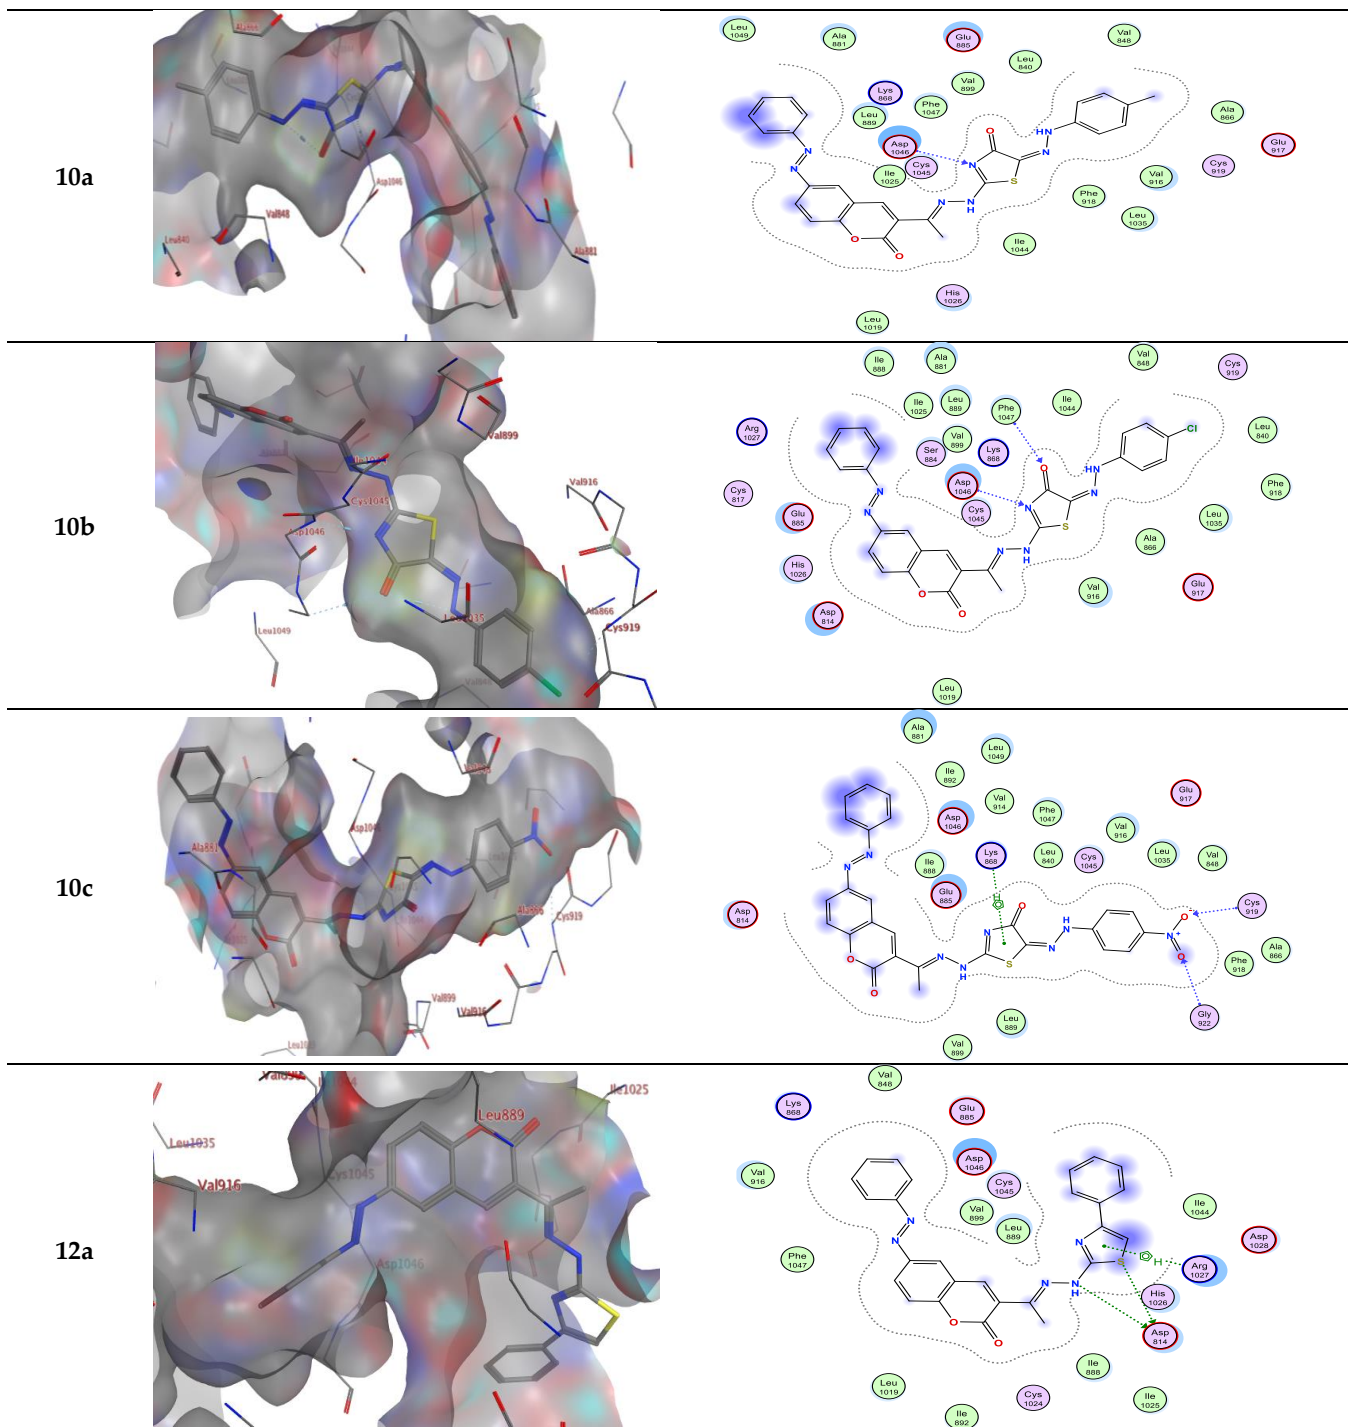 10a
Asp1046
Val848
Leu840
Ala881
Leu 1049
Ala 881
Glu 885
Val 848
Leu 840
Val 899
Lys 868
Phe 1047
Leu 889
Ala 866
Glu 917
Asp 1046
Cys 1045
Ile 1025
Cys 919
Val 916
Phe 918
Leu 1035
Ile 1044
His 1026
Leu 1019
N
N
O
O
N
N
H
N
S
O
HN
N
10b
Val899
Val916
Cys1045
Asp1046
Leu1049
Ala866
Cys919
Ile 888
Ala 881
Val 848
Cys 919
Ile 1025
Leu 889
Phe 1047
Ile 1044
Arg 1027
Leu 840
Ser 884
Val 899
Lys 868
Cys 817
Asp 1046
Cys 1045
Phe 918
Glu 885
Leu 1035
Ala 866
His 1026
Val 916
Glu 917
Asp 814
Leu 1019
N
N
O
O
N
N
H
N
S
O
HN
N
Cl
10c
Asp1046
Ala881
Ala866
Cys919
Val899
Val916
Ala 881
Leu 1049
Ile 892
Val 914
Glu 917
Asp 1046
Phe 1047
Val 916
Lys 868
Leu 840
Cys 1045
Leu 1035
Val 848
Ile 888
Glu 885
Asp 814
Cys 919
Ala 866
Phe 918
Gly 922
Leu 889
Val 899
N
N
O
O
N
N
H
N
S
O
H
N
N
N
+
O
-
O
H
12a
Ile1025
Leu889
Leu1035
Cys1045
Val916
Asp1046
Val 848
Lys 868
Glu 885
Asp 1046
Cys 1045
Val 916
Val 899
Leu 889
Ile 1044
Asp 1028
Phe 1047
Arg 1027
His 1026
Asp 814
Ile 888
Leu 1019
Cys 1024
Ile 1025
Ile 892
N
N
O
O
N
N
H
N
S
H